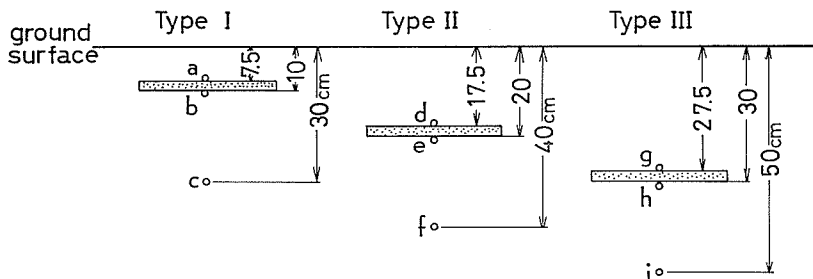 Type I
Type II
Type III
ground
surface
a
b
c
7.5
10
30cm
d
e
f
17.5
20
40cm
g
h
i
27.5
30
50cm